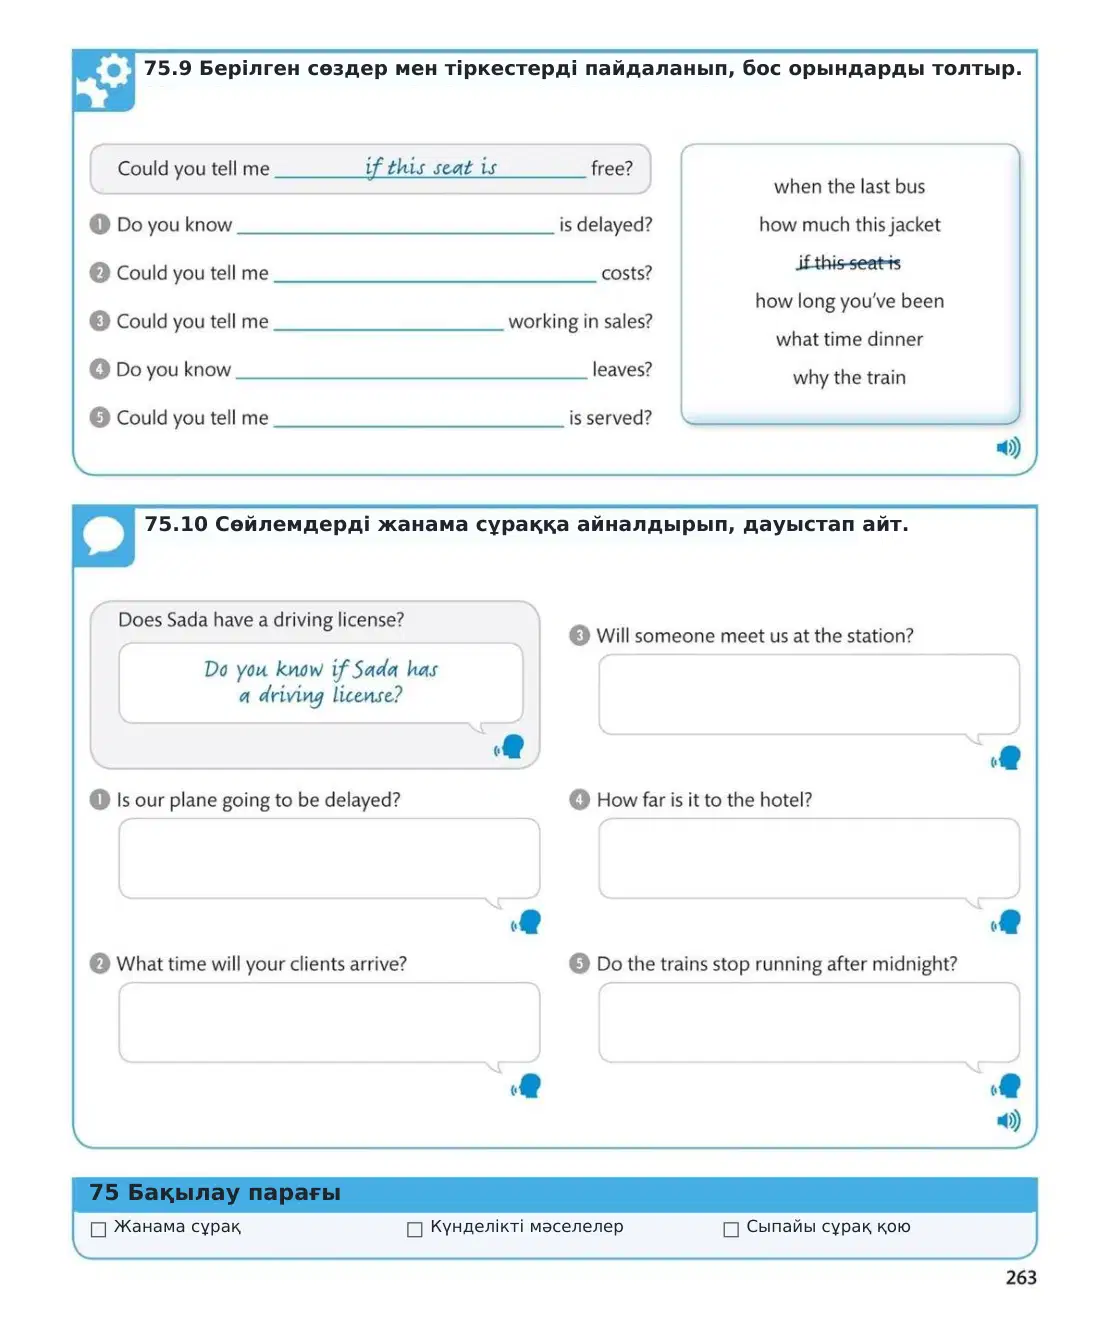 75.9 Берілген сөздер мен тіркестерді пайдаланып, бос орындарды толтыр.
Could you tell me if this seat is free?
1 Do you know is delayed?
2 Could you tell me costs?
3 Could you tell me working in sales?
4 Do you know leaves?
5 Could you tell me is served?
when the last bus
how much this jacket
if this seat is
how long you've been
what time dinner
why the train
75.10 Сөйлемдерді жанама сұраққа айналдырып, дауыстап айт.
Does Sada have a driving license?
Do you know if Sada has
a driving license?
1 Is our plane going to be delayed?
2 What time will your clients arrive?
3 Will someone meet us at the station?
4 How far is it to the hotel?
5 Do the trains stop running after midnight?
75 Бақылау парағы
Жанама сұрақ
Күнделікті мәселелер
Сыпайы сұрақ қою
263